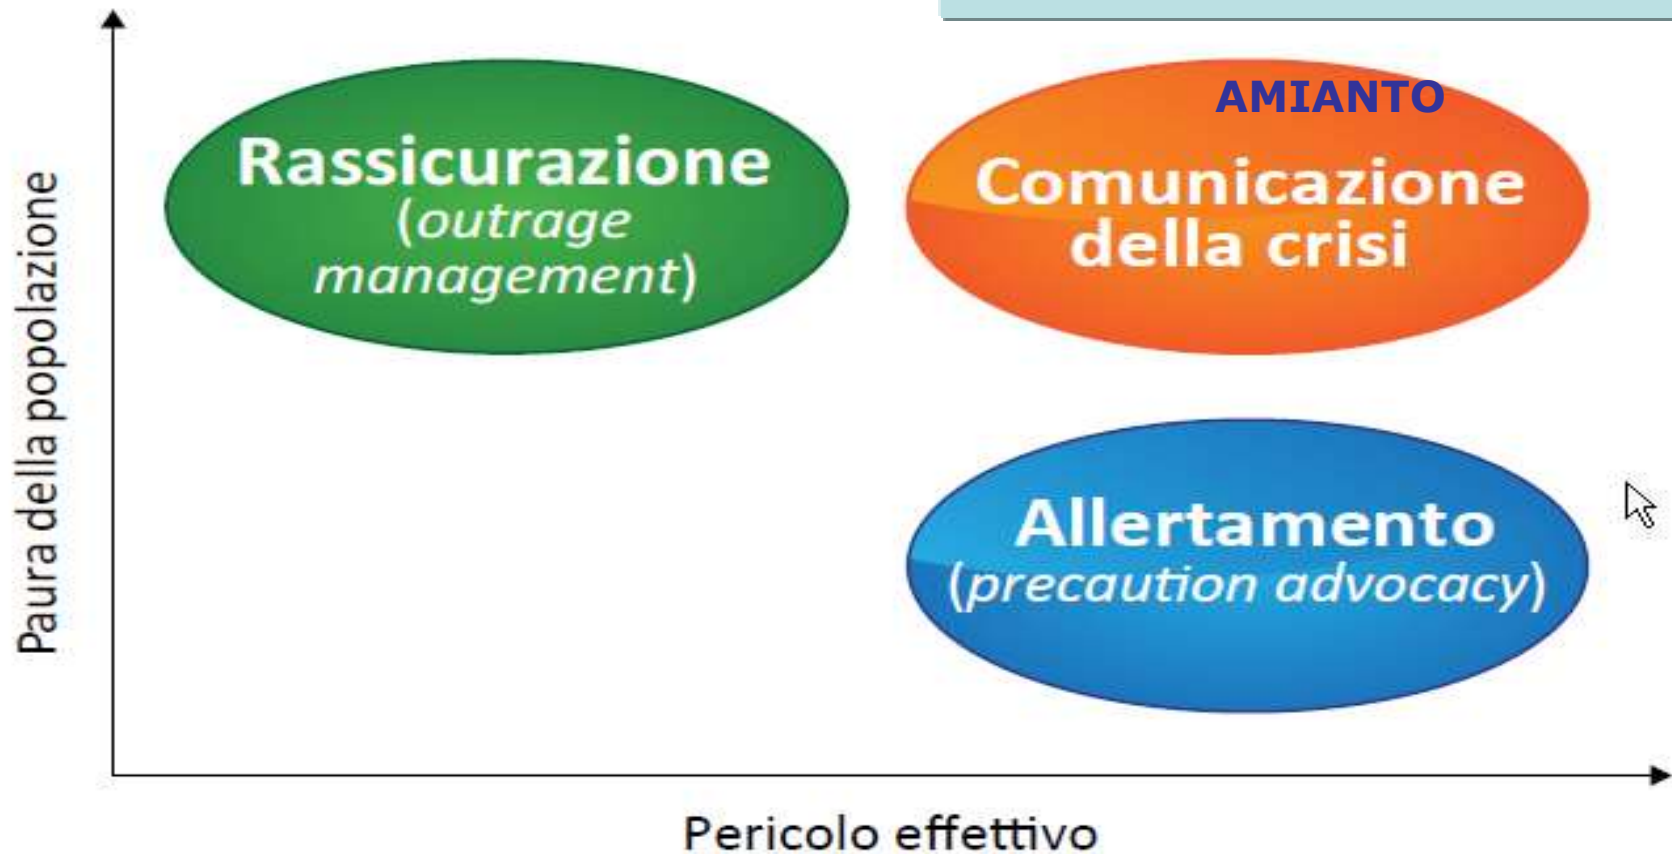 Paura della popolazione
Rassicurazione
(outrage
management)
AMIANTO
Comunicazione
della crisi
Allertamento
(precaution advocacy)
Pericolo effettivo